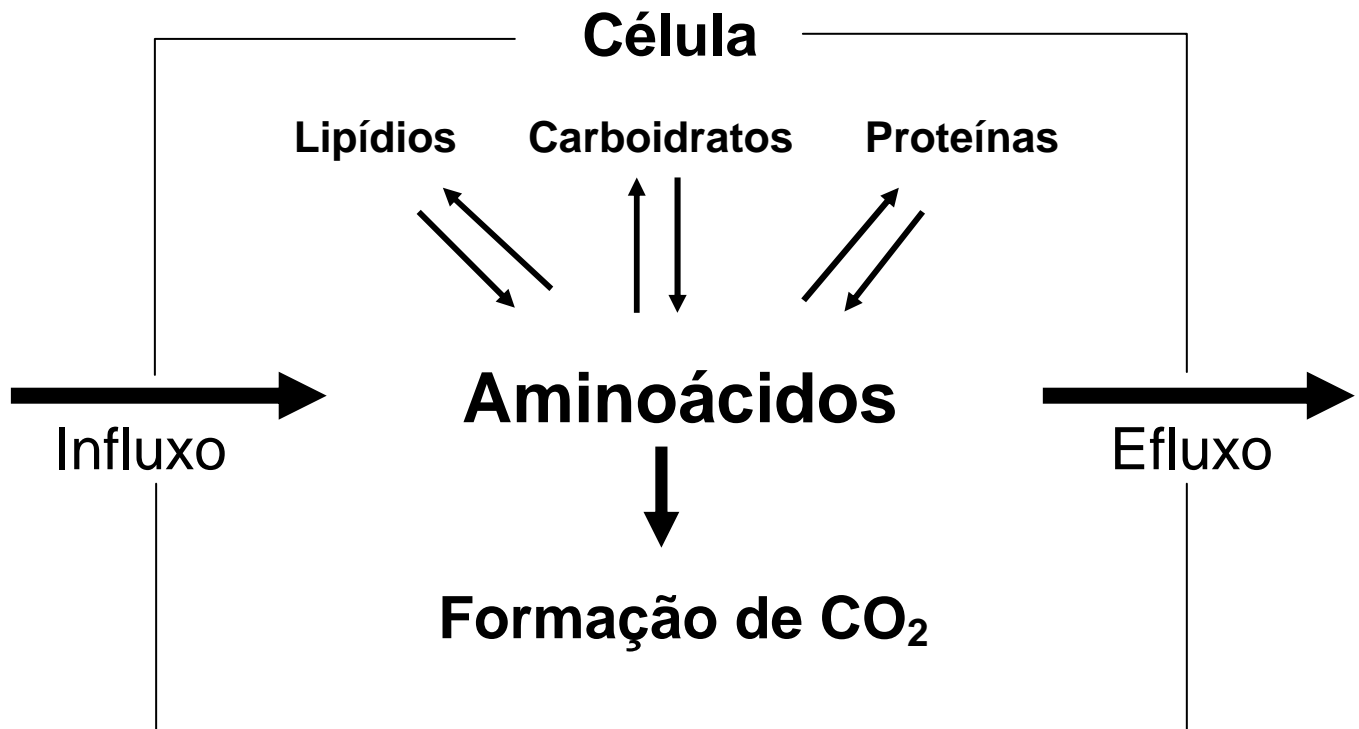 Célula
Lipídios Carboidratos Proteínas
Aminoácidos
Influxo Efluxo
Formação de CO₂